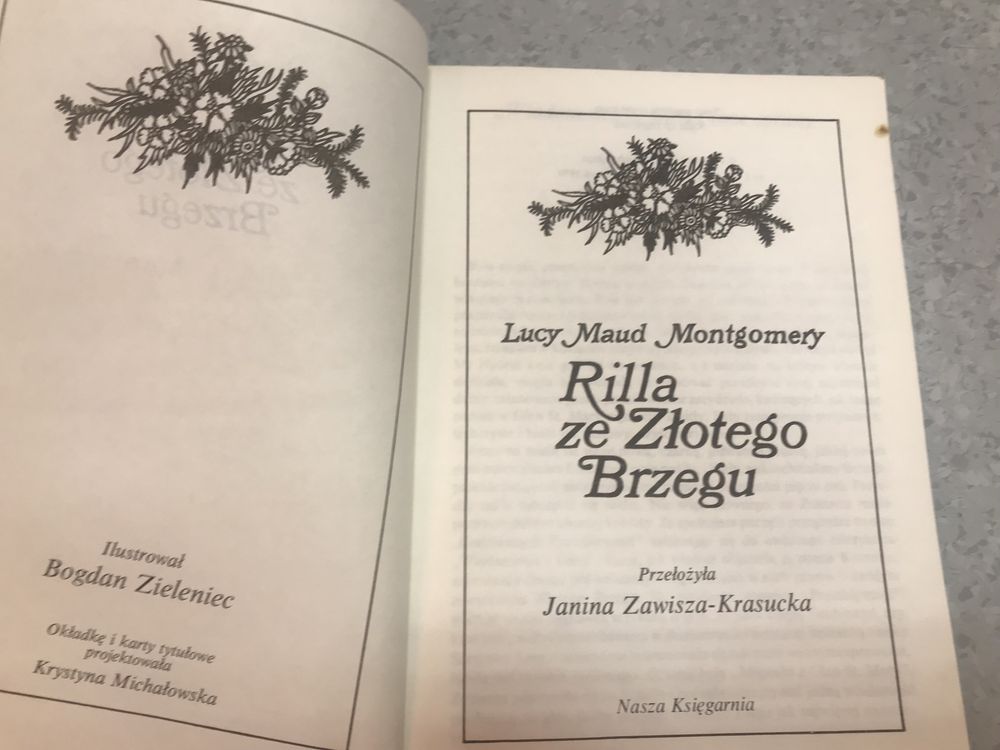 Ilustrował
Bogdan Zieleniec
Okładkę i karty tytułowe
projektowała
Krystyna Michałowska
Lucy Maud Montgomery
Rilla
ze Złotego
Brzegu
Przełożyła
Janina Zawisza-Krasucka
Nasza Księgarnia